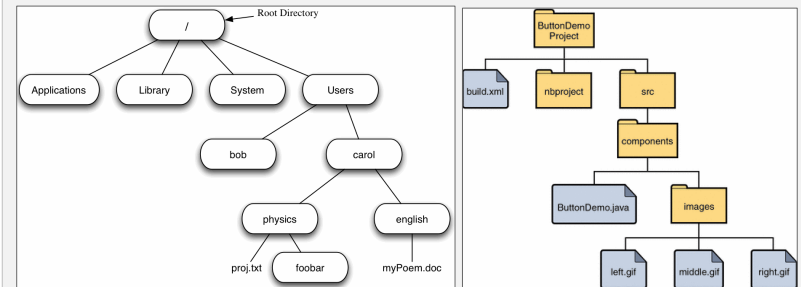 Root Directory
/
Applications
Library
System
Users
bob
carol
physics
english
proj.txt
foobar
myPoem.doc
ButtonDemo
Project
build.xml
nbproject
src
components
ButtonDemo.java
images
left.gif
middle.gif
right.gif